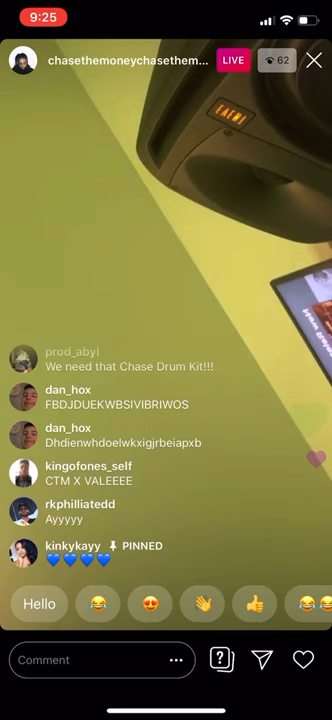 9:25
chasethemoneychasethem...
LIVE
62
prod_abyl
We need that Chase Drum Kit!!!
dan_hox
FBDJDUEKWBSIVIBRIWOS
dan_hox
Dhdienwhdoelwkxigjrbeiapxb
kingofones_self
CTM X VALEEEE
rkphilliatedd
Ayyyyy
kinkykayy PINNED
💙💙💙💙
Hello
Comment